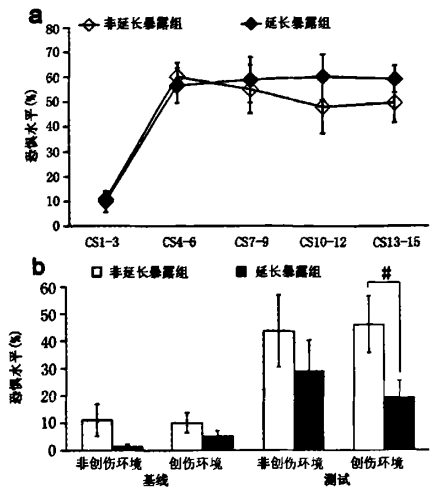 a
非延长暴露组 延长暴露组
恐惧水平(%)
80
70
60
50
40
30
20
10
0
CS1-3 CS4-6 CS7-9 CS10-12 CS13-15
b
非延长暴露组 延长暴露组
#
恐惧水平(%)
60
50
40
30
20
10
0
非创伤环境 创伤环境 非创伤环境 创伤环境
基线 测试